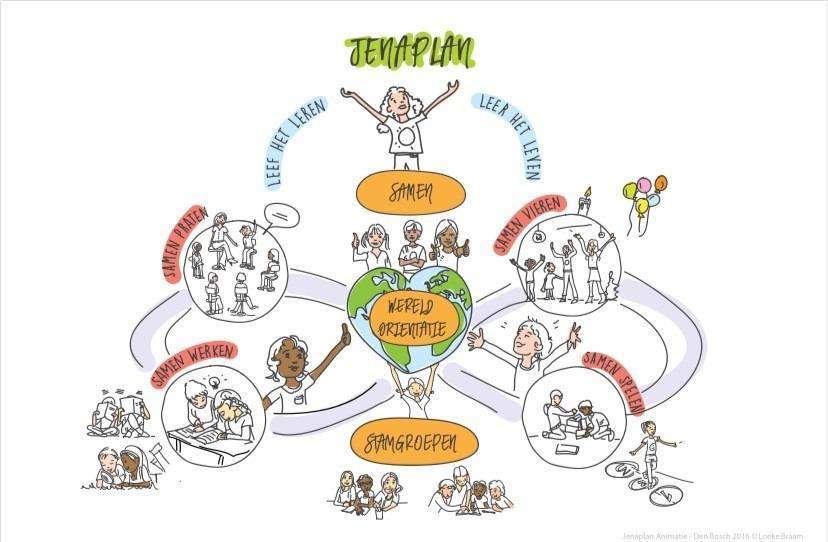 JENAPLAN
LEEF HET LEREN
LEER HET LEVEN
SAMEN
SAMEN PRATEN
SAMEN VIEREN
WERELD
ORIENTATIE
SAMEN WERKEN
SAMEN SPELEN
STAMGROEPEN
Jenaplan Animatie - Den Bosch 2016 © Loeke Braam